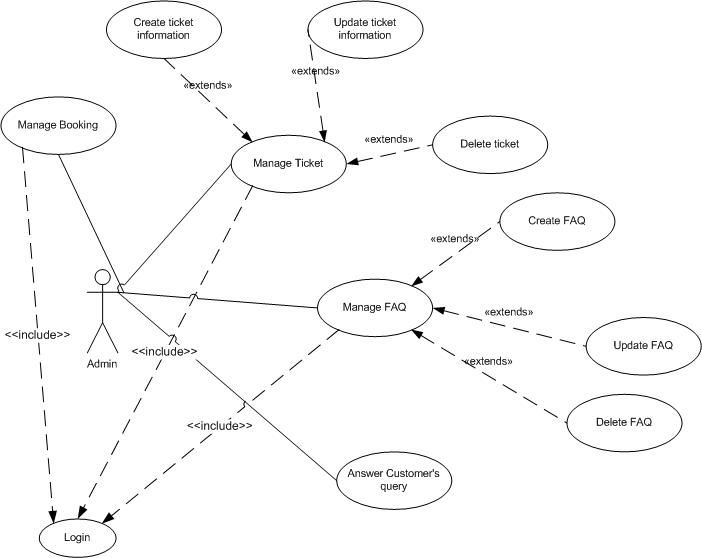 Create ticket
information
Update ticket
information
«extends»
«extends»
Manage Booking
«extends»
Delete ticket
Manage Ticket
Create FAQ
«extends»
Manage FAQ
«extends»
<<include>>
Update FAQ
<<include>>
Admin
«extends»
Delete FAQ
<<include>>
Answer Customer's
query
Login